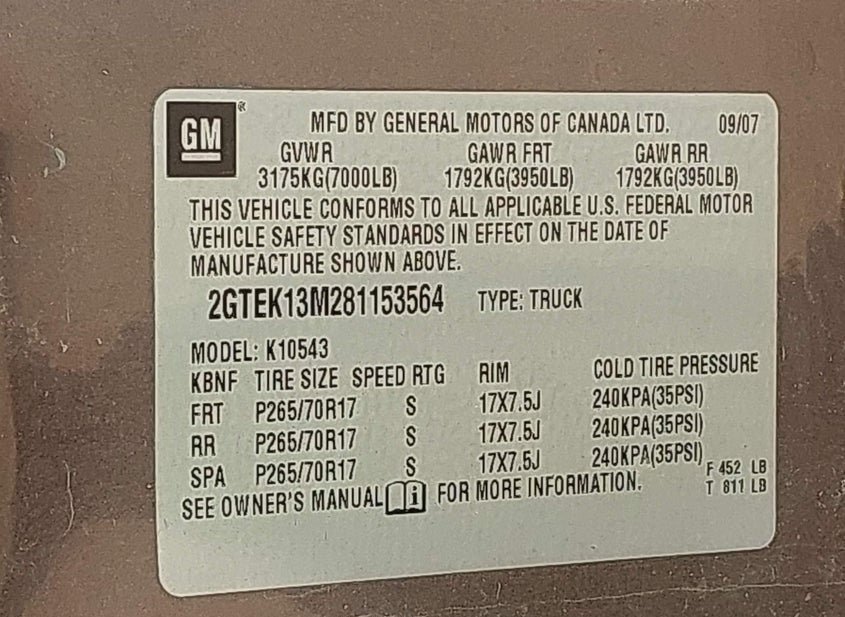 GM ®
MFD BY GENERAL MOTORS OF CANADA LTD. 09/07
GVWR GAWR FRT GAWR RR
3175KG(7000LB) 1792KG(3950LB) 1792KG(3950LB)
THIS VEHICLE CONFORMS TO ALL APPLICABLE U.S. FEDERAL MOTOR
VEHICLE SAFETY STANDARDS IN EFFECT ON THE DATE OF
MANUFACTURE SHOWN ABOVE.
2GTEK13M281153564 TYPE: TRUCK
MODEL: K10543
KBNF TIRE SIZE SPEED RTG RIM COLD TIRE PRESSURE
FRT P265/70R17 S 17X7.5J 240KPA(35PSI)
RR P265/70R17 S 17X7.5J 240KPA(35PSI)
SPA P265/70R17 S 17X7.5J 240KPA(35PSI)
SEE OWNER'S MANUAL i FOR MORE INFORMATION.
F 452 LB
T 811 LB